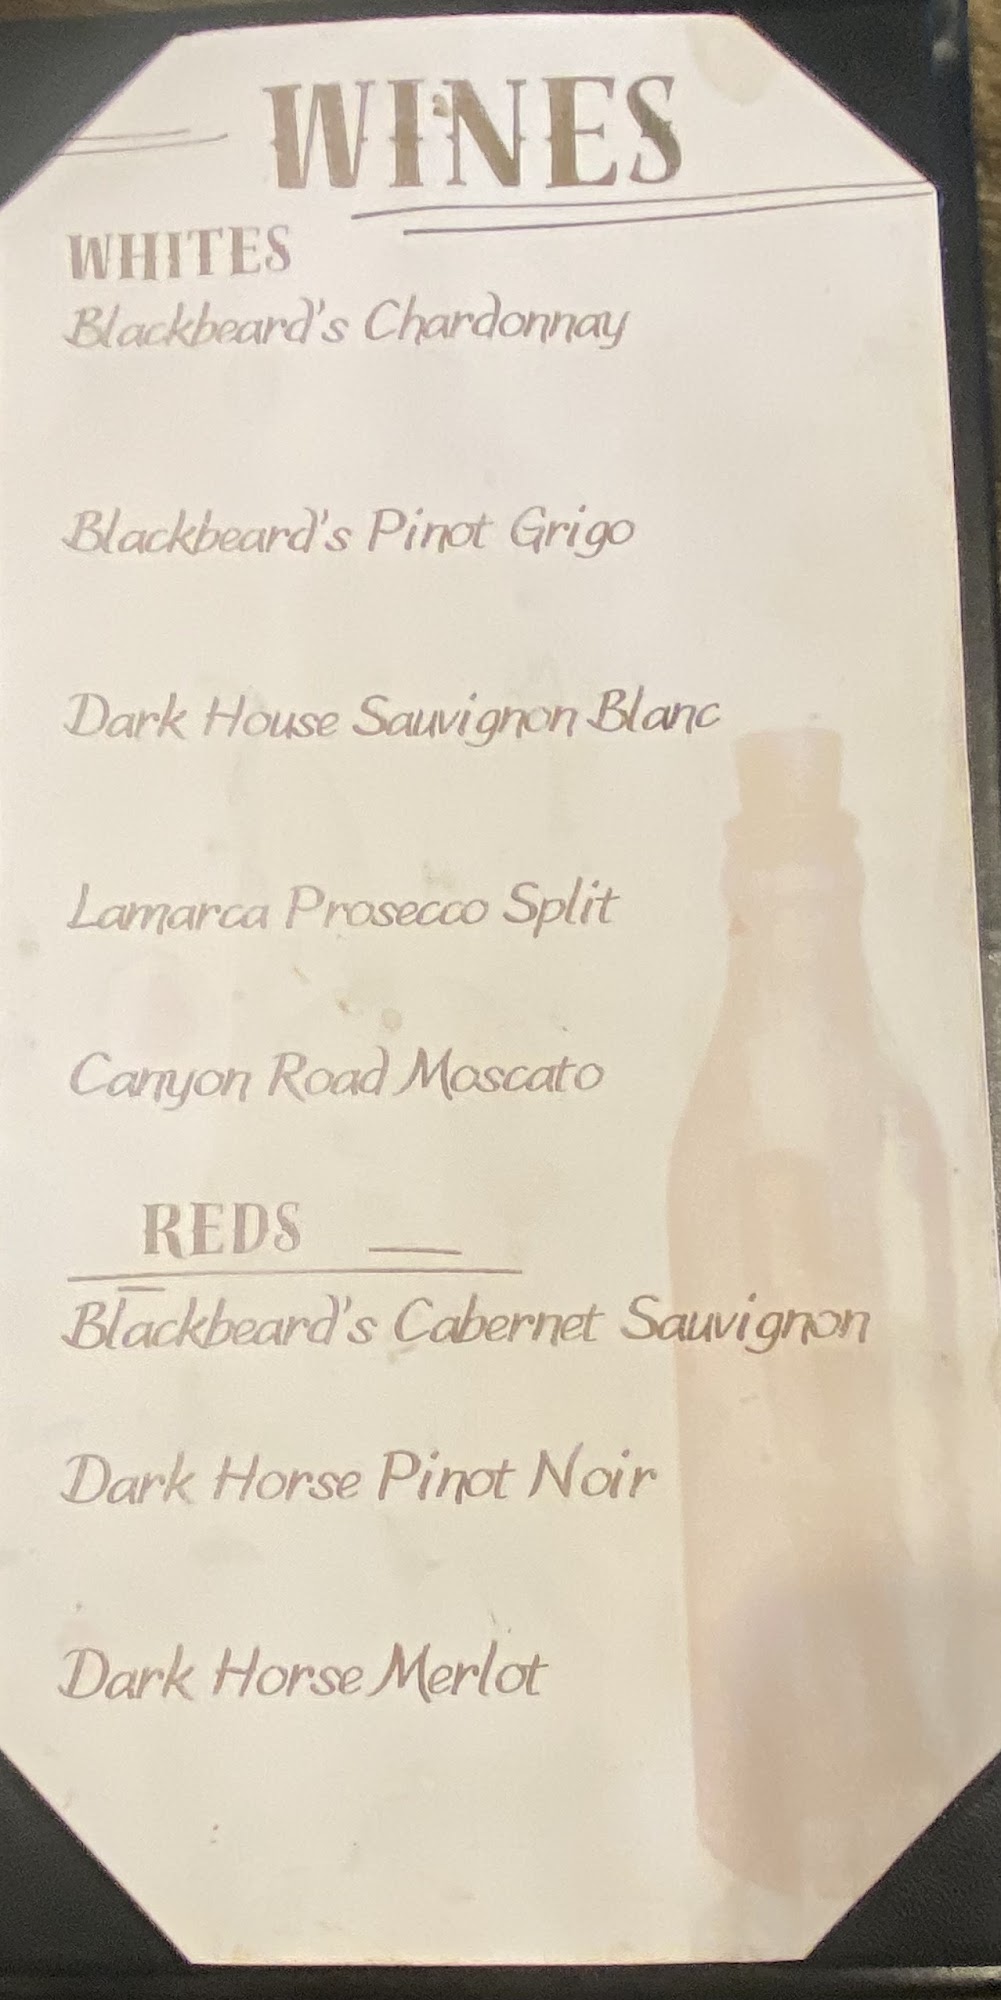 WINES
WHITES
Blackbeard's Chardonnay
Blackbeard's Pinot Grigo
Dark House Sauvignon Blanc
Lamarca Prosecco Split
Canyon Road Moscato
REDS
Blackbeard's Cabernet Sauvignon
Dark Horse Pinot Noir
Dark Horse Merlot